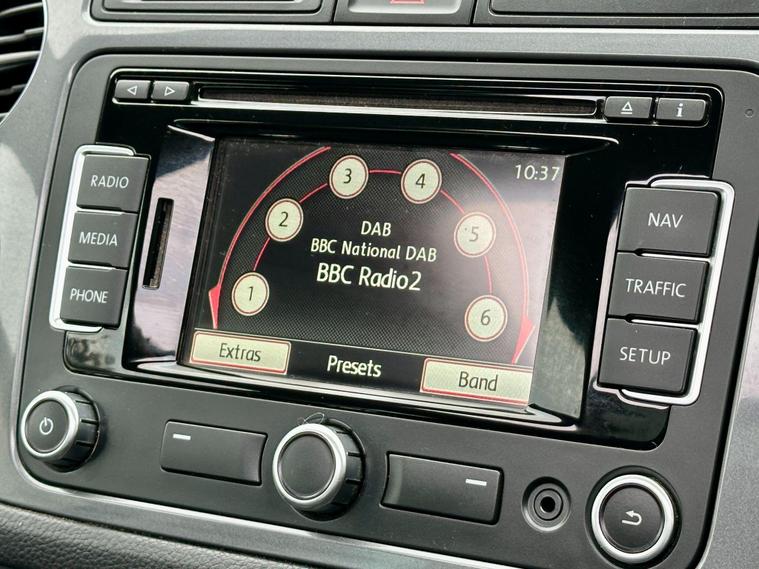 RADIO
MEDIA
PHONE
i
10:37
1
2
3
4
5
6
DAB
BBC National DAB
BBC Radio2
Extras
Presets
Band
NAV
TRAFFIC
SETUP